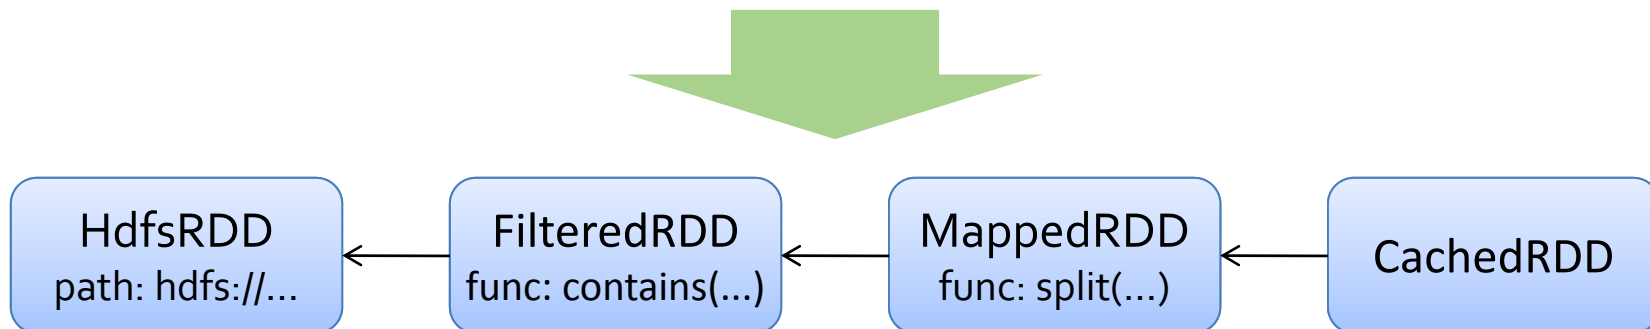 HdfsRDD
path: hdfs://...
FilteredRDD
func: contains(...)
MappedRDD
func: split(...)
CachedRDD